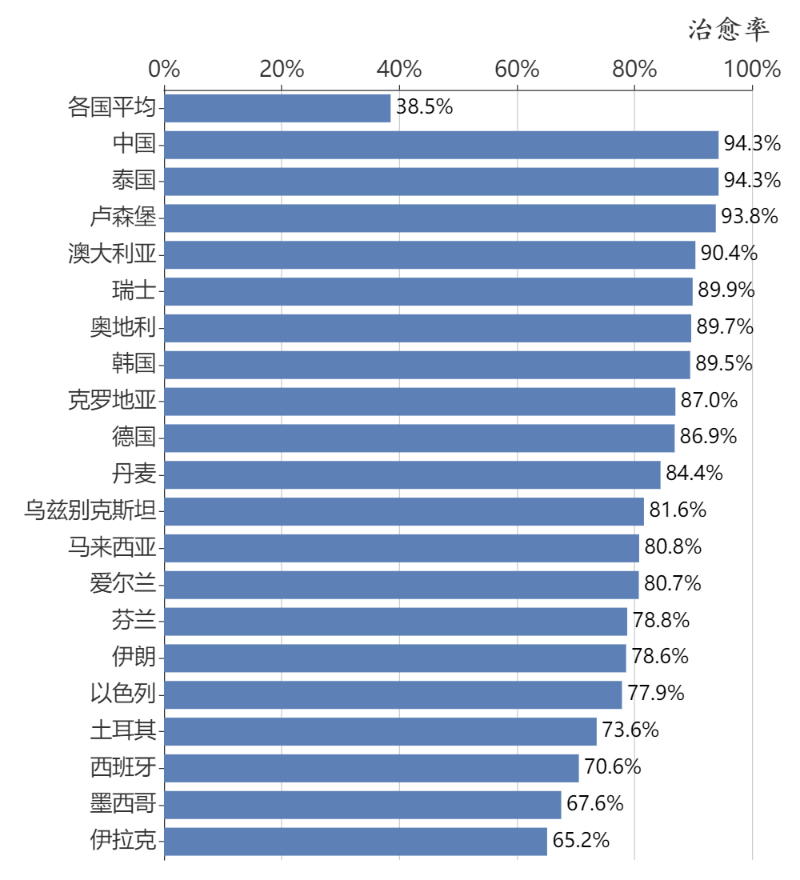 治愈率
0% 20% 40% 60% 80% 100%
各国平均 38.5%
中国 94.3%
泰国 94.3%
卢森堡 93.8%
澳大利亚 90.4%
瑞士 89.9%
奥地利 89.7%
韩国 89.5%
克罗地亚 87.0%
德国 86.9%
丹麦 84.4%
乌兹别克斯坦 81.6%
马来西亚 80.8%
爱尔兰 80.7%
芬兰 78.8%
伊朗 78.6%
以色列 77.9%
土耳其 73.6%
西班牙 70.6%
墨西哥 67.6%
伊拉克 65.2%